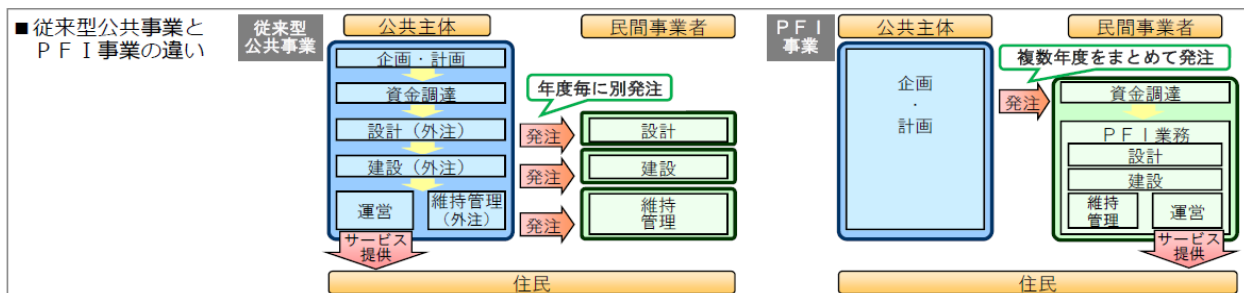 ■従来型公共事業と
ＰＦＩ事業の違い
従来型
公共事業
公共主体
企画・計画
資金調達
設計（外注）
建設（外注）
運営
維持管理
（外注）
サービス
提供
年度毎に別発注
発注
発注
発注
民間事業者
設計
建設
維持
管理
住民
ＰＦＩ
事業
公共主体
企画
・
計画
複数年度をまとめて発注
発注
民間事業者
資金調達
ＰＦＩ業務
設計
建設
維持
管理
運営
サービス
提供
住民